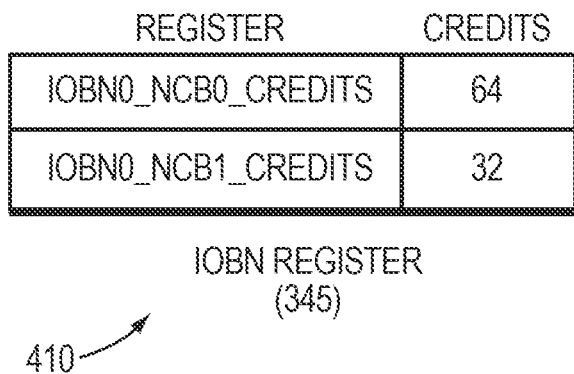 REGISTER CREDITS
IOBN0_NCB0_CREDITS 64
IOBN0_NCB1_CREDITS 32
IOBN REGISTER
(345)
410